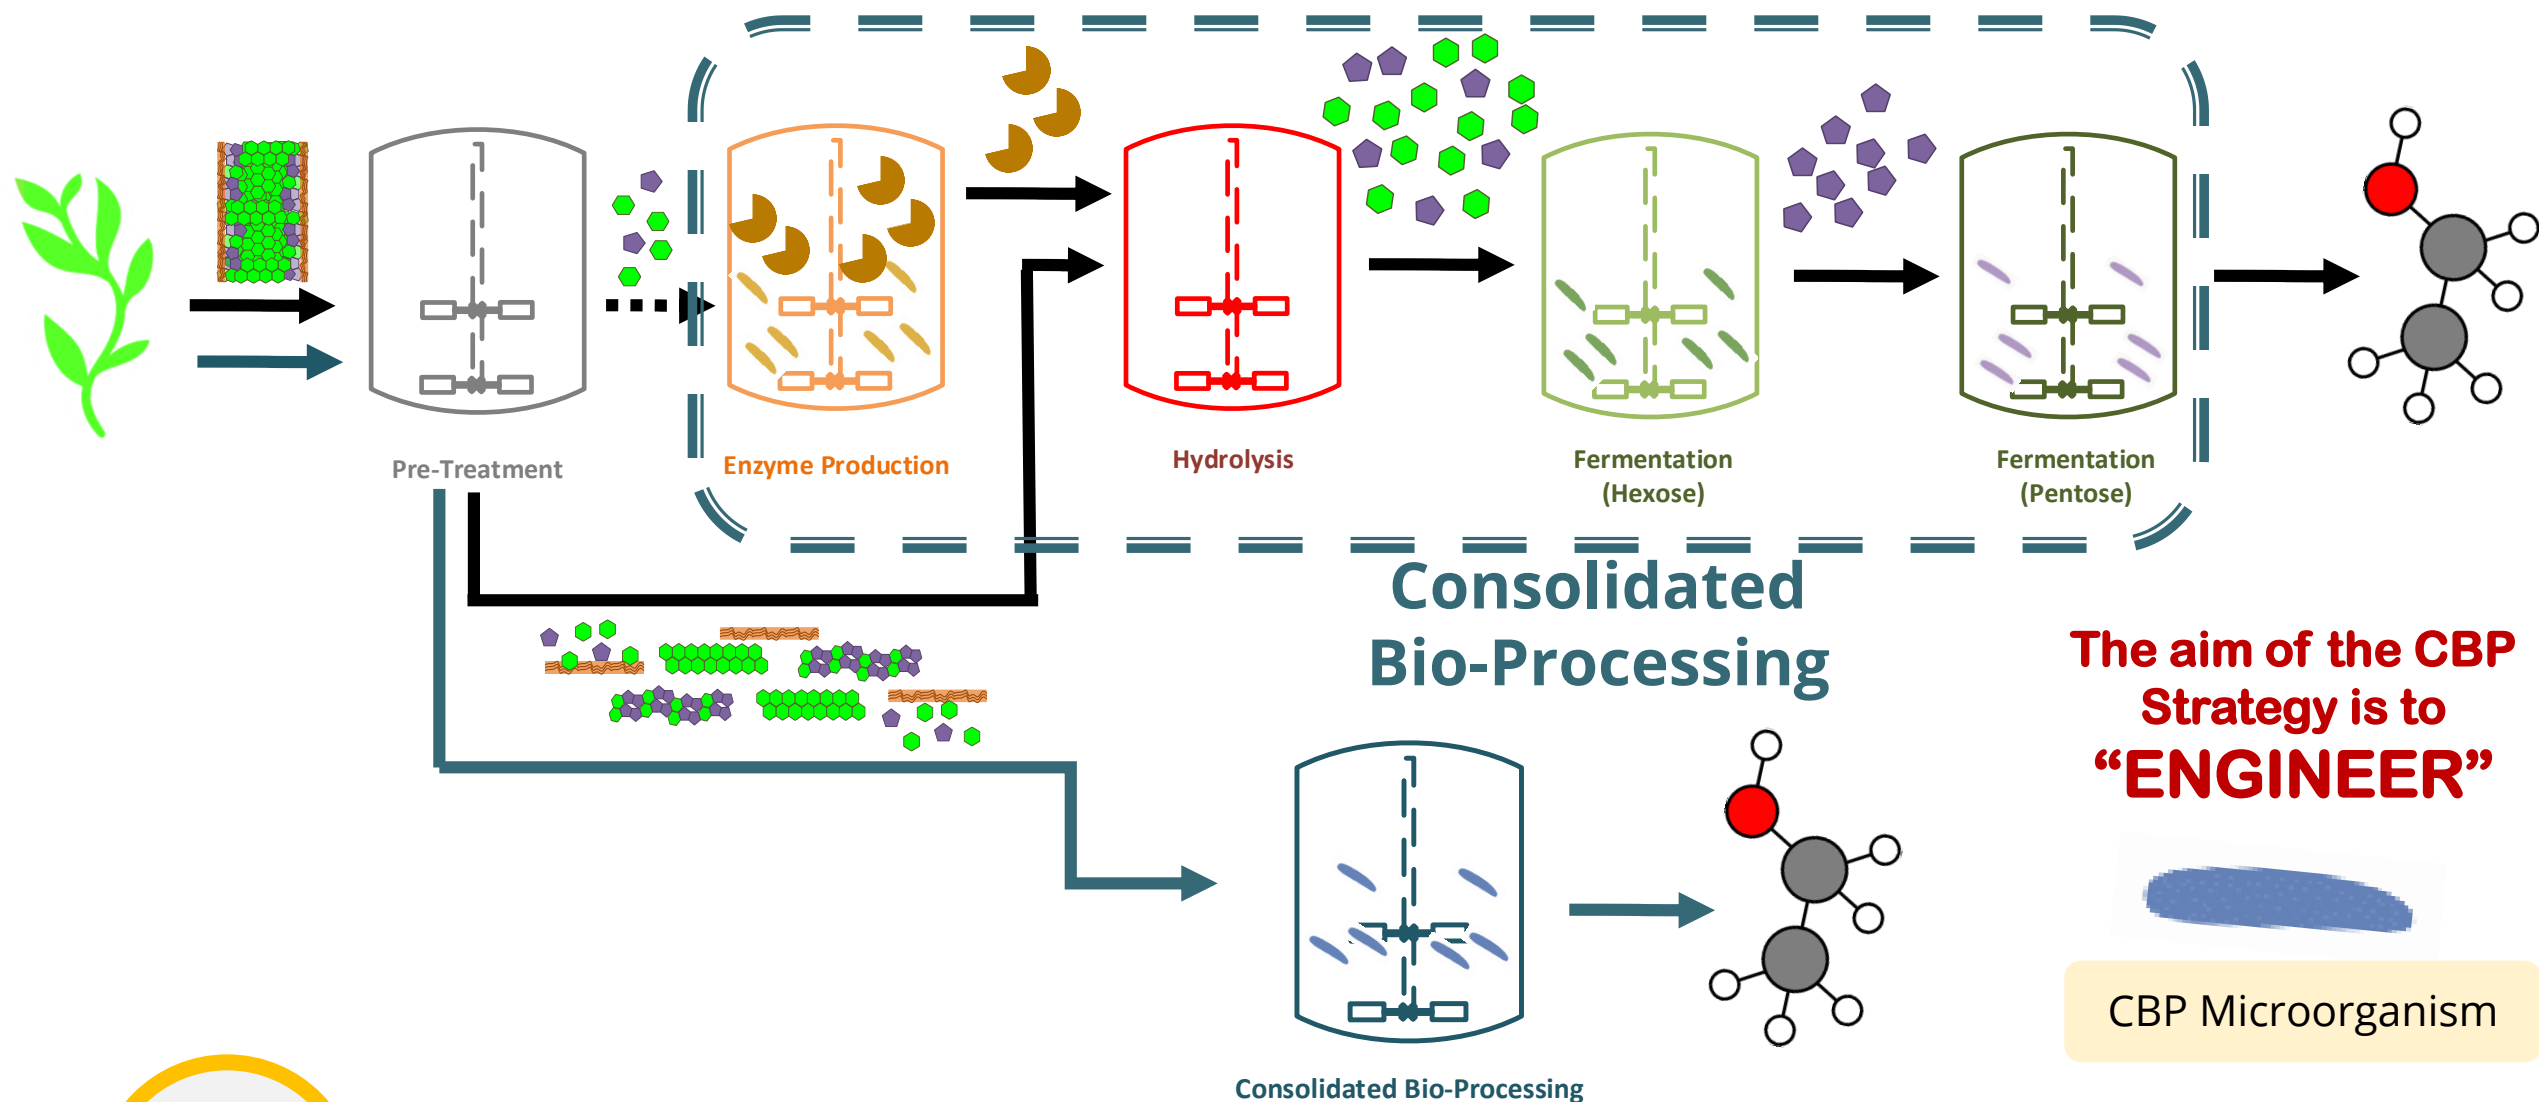 Pre-Treatment
Enzyme Production
Hydrolysis
Fermentation
(Hexose)
Fermentation
(Pentose)
Consolidated
Bio-Processing
The aim of the CBP
Strategy is to
“ENGINEER”
CBP Microorganism
Consolidated Bio-Processing